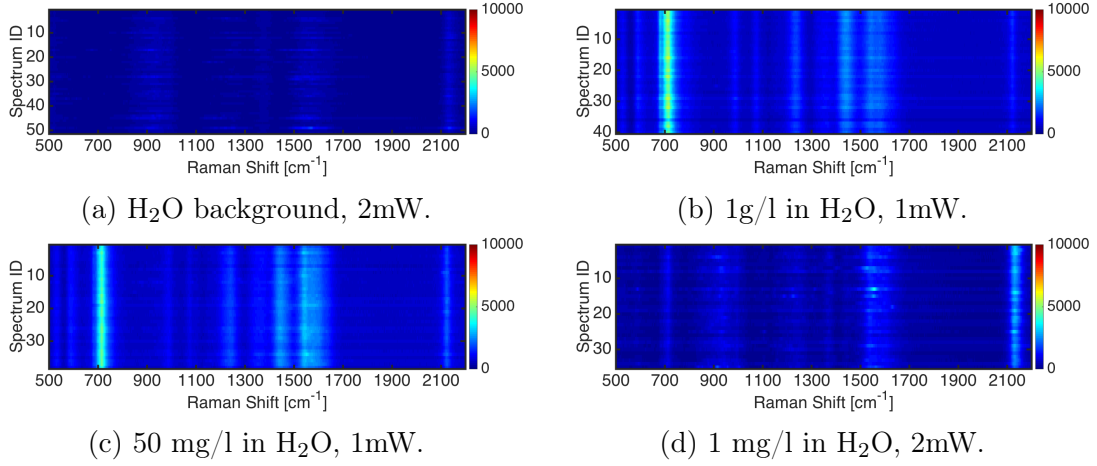 10000
5000
0
Spectrum ID
10
20
30
40
50
500 700 900 1100 1300 1500 1700 1900 2100
Raman Shift [cm⁻¹]
(a) H₂O background, 2mW.
10000
5000
0
Spectrum ID
10
20
30
40
500 700 900 1100 1300 1500 1700 1900 2100
Raman Shift [cm⁻¹]
(b) 1g/l in H₂O, 1mW.
10000
5000
0
Spectrum ID
10
20
30
500 700 900 1100 1300 1500 1700 1900 2100
Raman Shift [cm⁻¹]
(c) 50 mg/l in H₂O, 1mW.
10000
5000
0
Spectrum ID
10
20
30
500 700 900 1100 1300 1500 1700 1900 2100
Raman Shift [cm⁻¹]
(d) 1 mg/l in H₂O, 2mW.